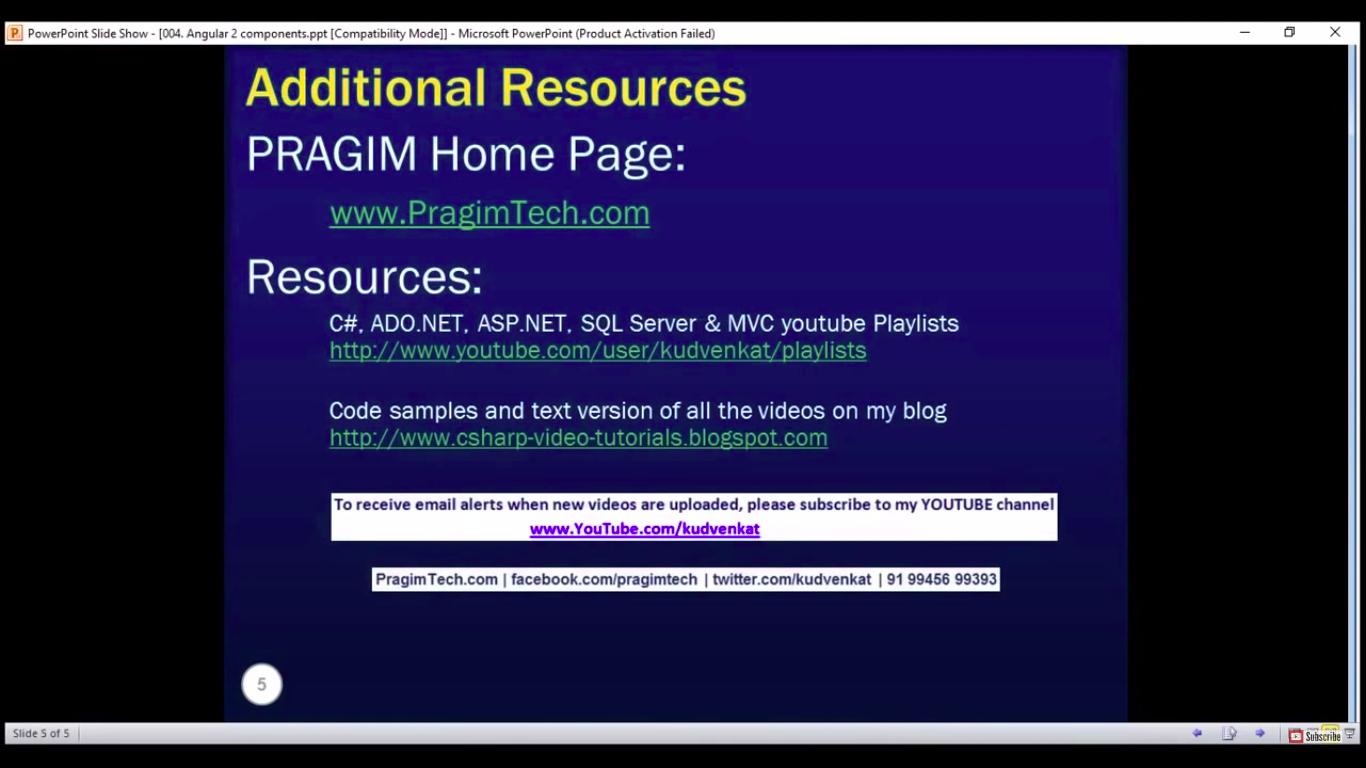 PowerPoint Slide Show - [004. Angular 2 components.ppt [Compatibility Mode]] - Microsoft PowerPoint (Product Activation Failed)
Additional Resources
PRAGIM Home Page:
www.PragimTech.com
Resources:
C#, ADO.NET, ASP.NET, SQL Server & MVC youtube Playlists
http://www.youtube.com/user/kudvenkat/playlists
Code samples and text version of all the videos on my blog
http://www.csharp-video-tutorials.blogspot.com
To receive email alerts when new videos are uploaded, please subscribe to my YOUTUBE channel
www.YouTube.com/kudvenkat
PragimTech.com | facebook.com/pragimtech | twitter.com/kudvenkat | 91 99456 99393
5
Slide 5 of 5
Subscribe